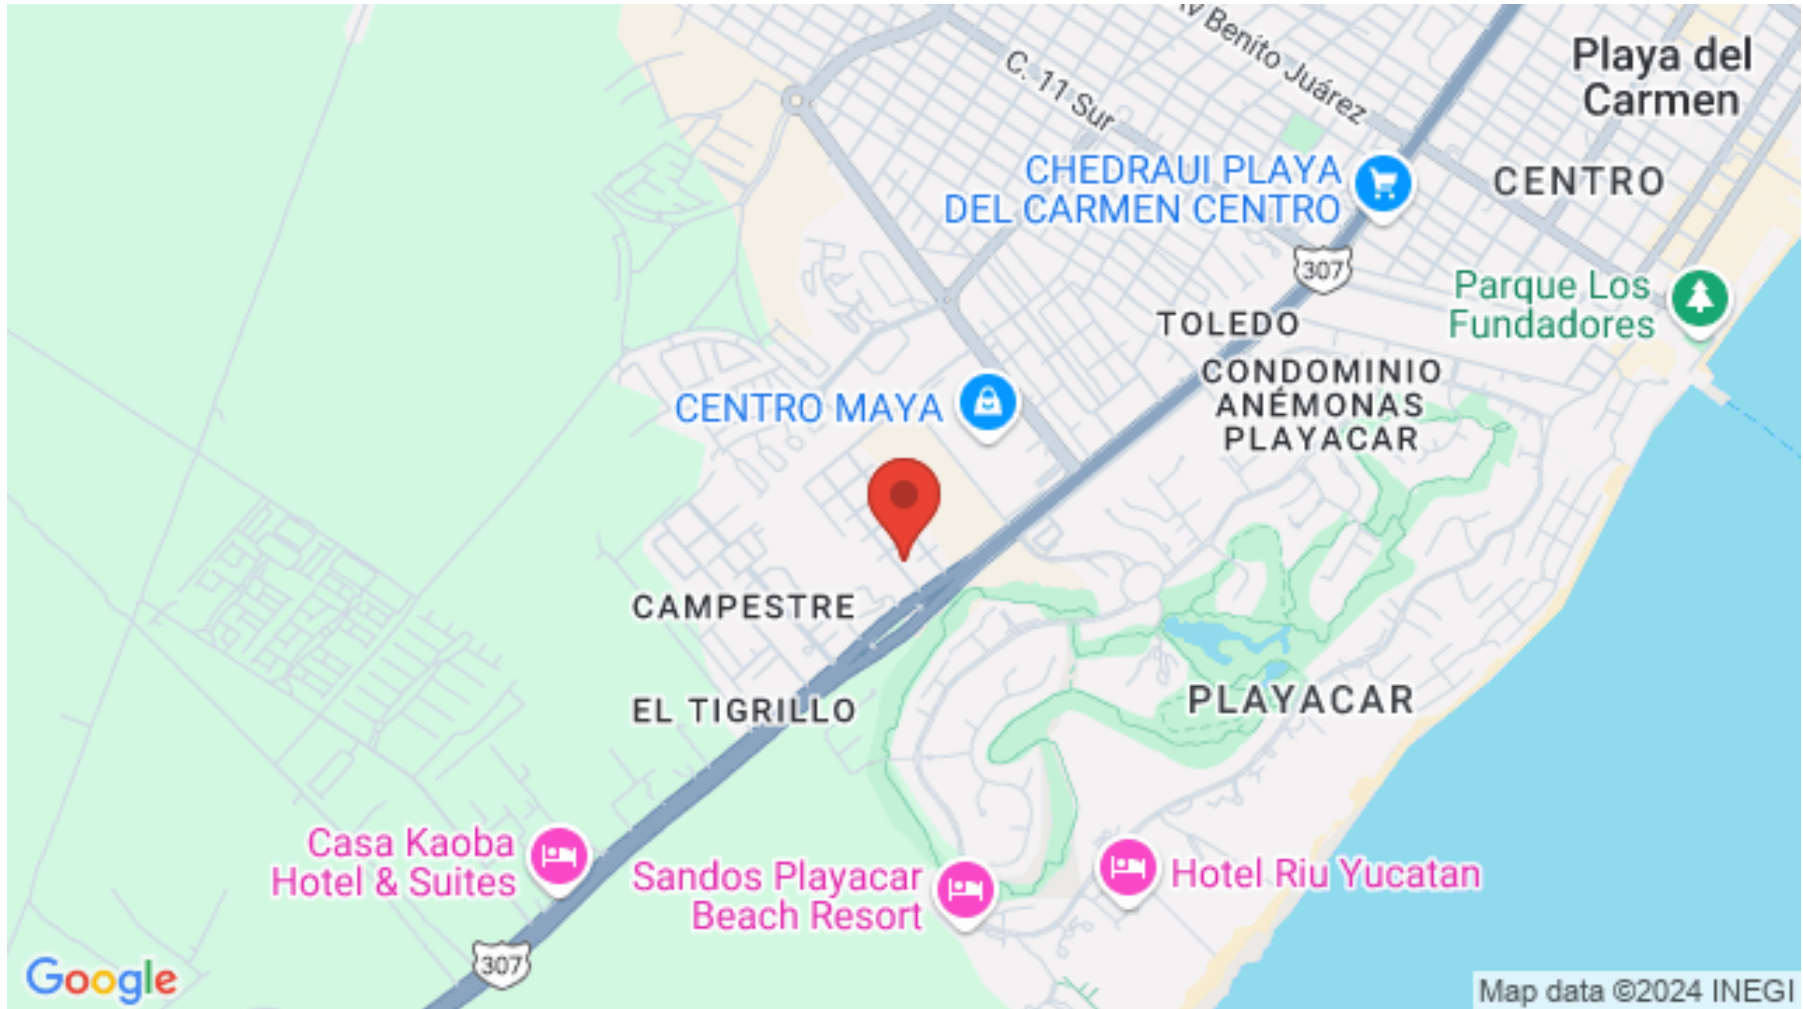 Av Benito Juárez
Playa del
Carmen
C. 11 Sur
CHEDRAUI PLAYA
DEL CARMEN CENTRO
CENTRO
307
Parque Los
Fundadores
TOLEDO
CONDOMINIO
ANÉMONAS
PLAYACAR
CENTRO MAYA
CAMPESTRE
EL TIGRILLO
PLAYACAR
Casa Kaoba
Hotel & Suites
Sandos Playacar
Beach Resort
Hotel Riu Yucatan
307
Google
Map data ©2024 INEGI